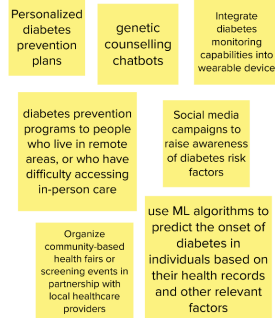 Personalized
diabetes
prevention
plans
genetic
counselling
chatbots
Integrate
diabetes
monitoring
capabilities into
wearable device
diabetes prevention
programs to people
who live in remote
areas, or who have
difficulty accessing
in-person care
Social media
campaigns to
raise awareness
of diabetes risk
factors
Organize
community-based
health fairs or
screening events in
partnership with
local healthcare
providers
use ML algorithms to
predict the onset of
diabetes in
individuals based on
their health records
and other relevant
factors